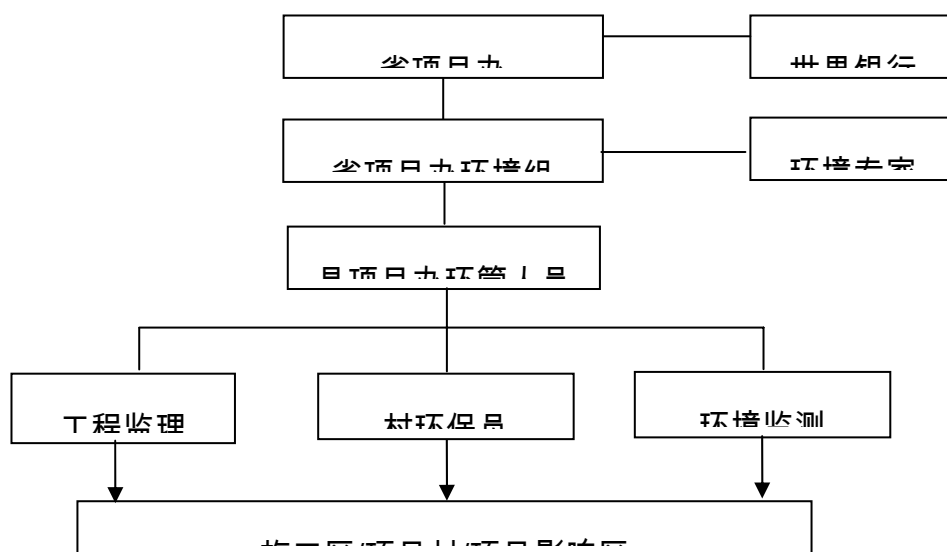 省项目办
世界银行
省项目办环境组
环境专家
县项目办环管人员
工程监理
村环保员
环境监测
施工区/项目村/项目影响区